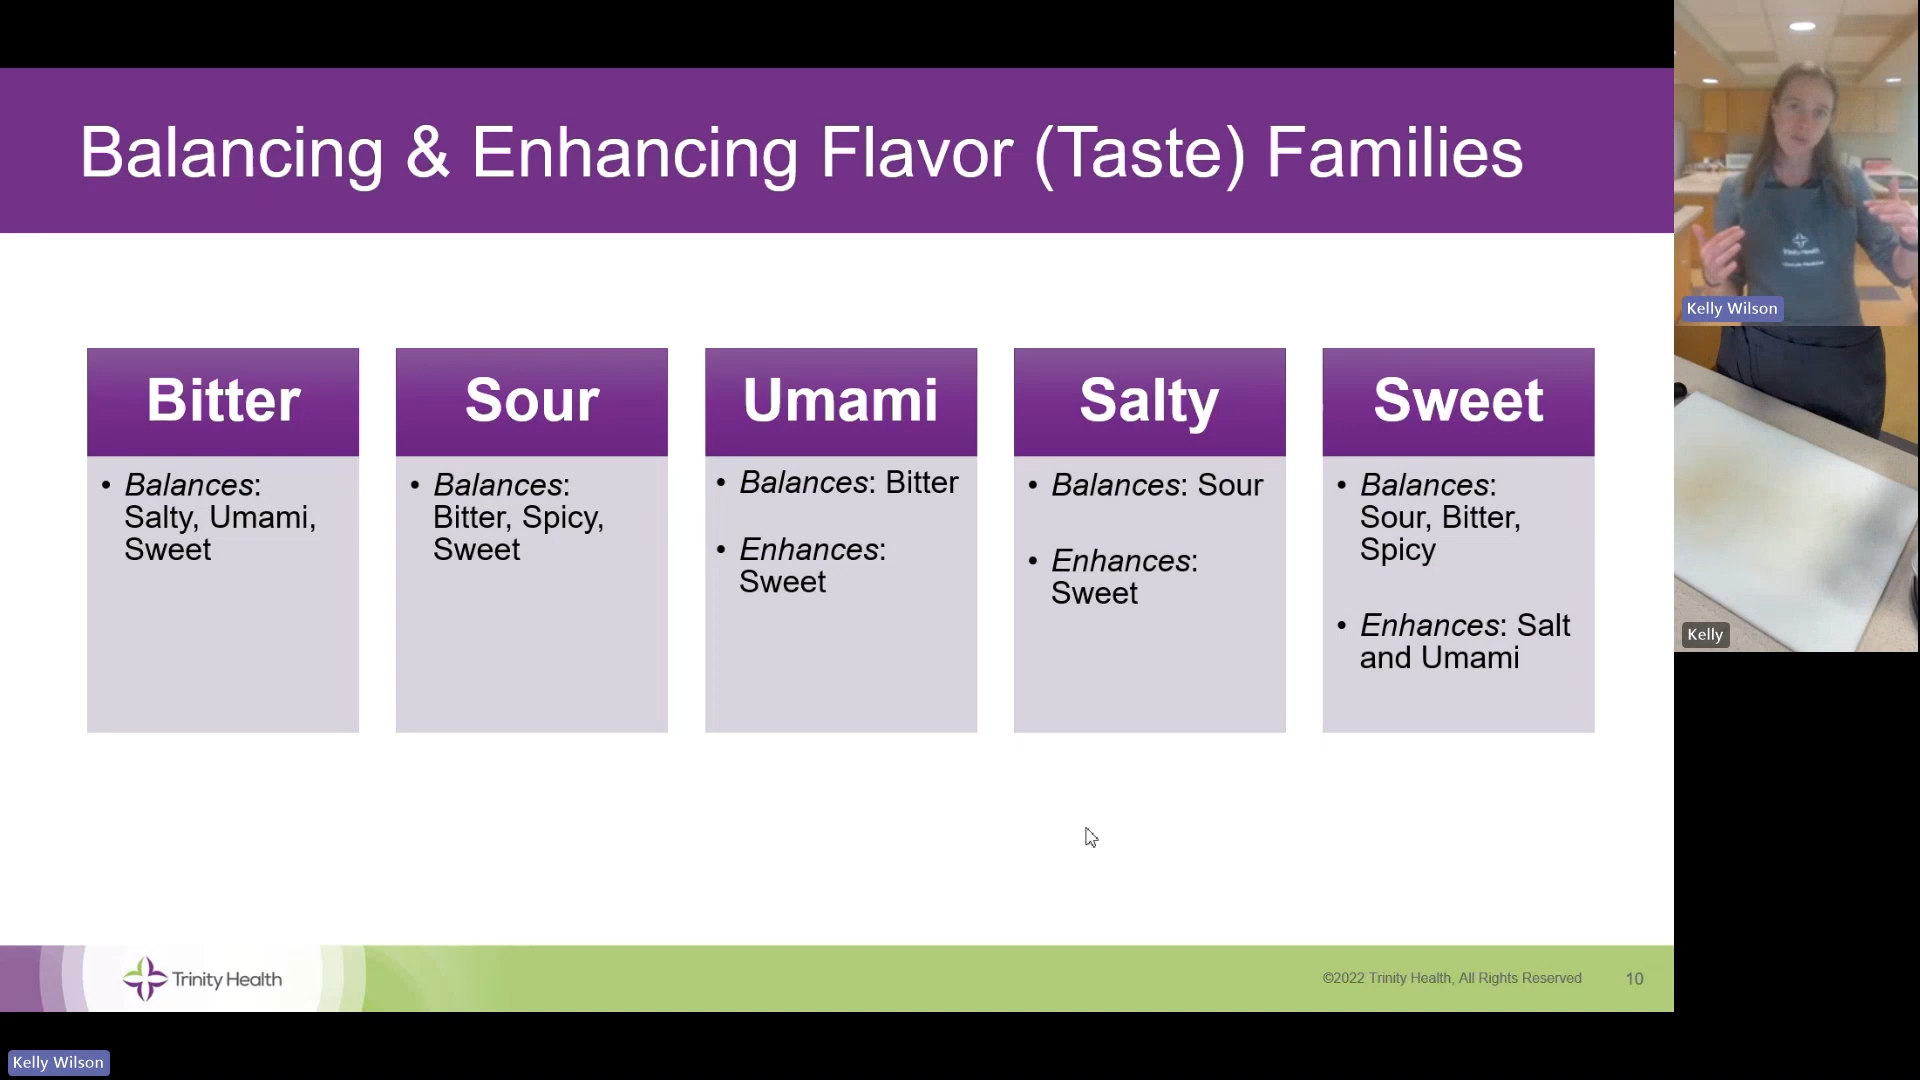 Balancing & Enhancing Flavor (Taste) Families
Bitter
• Balances:
Salty, Umami,
Sweet
Sour
• Balances:
Bitter, Spicy,
Sweet
Umami
• Balances: Bitter
• Enhances:
Sweet
Salty
• Balances: Sour
• Enhances:
Sweet
Sweet
• Balances:
Sour, Bitter,
Spicy
• Enhances: Salt
and Umami
Trinity Health
©2022 Trinity Health, All Rights Reserved
10
Trinity Health
Kelly Wilson
Kelly
Kelly Wilson